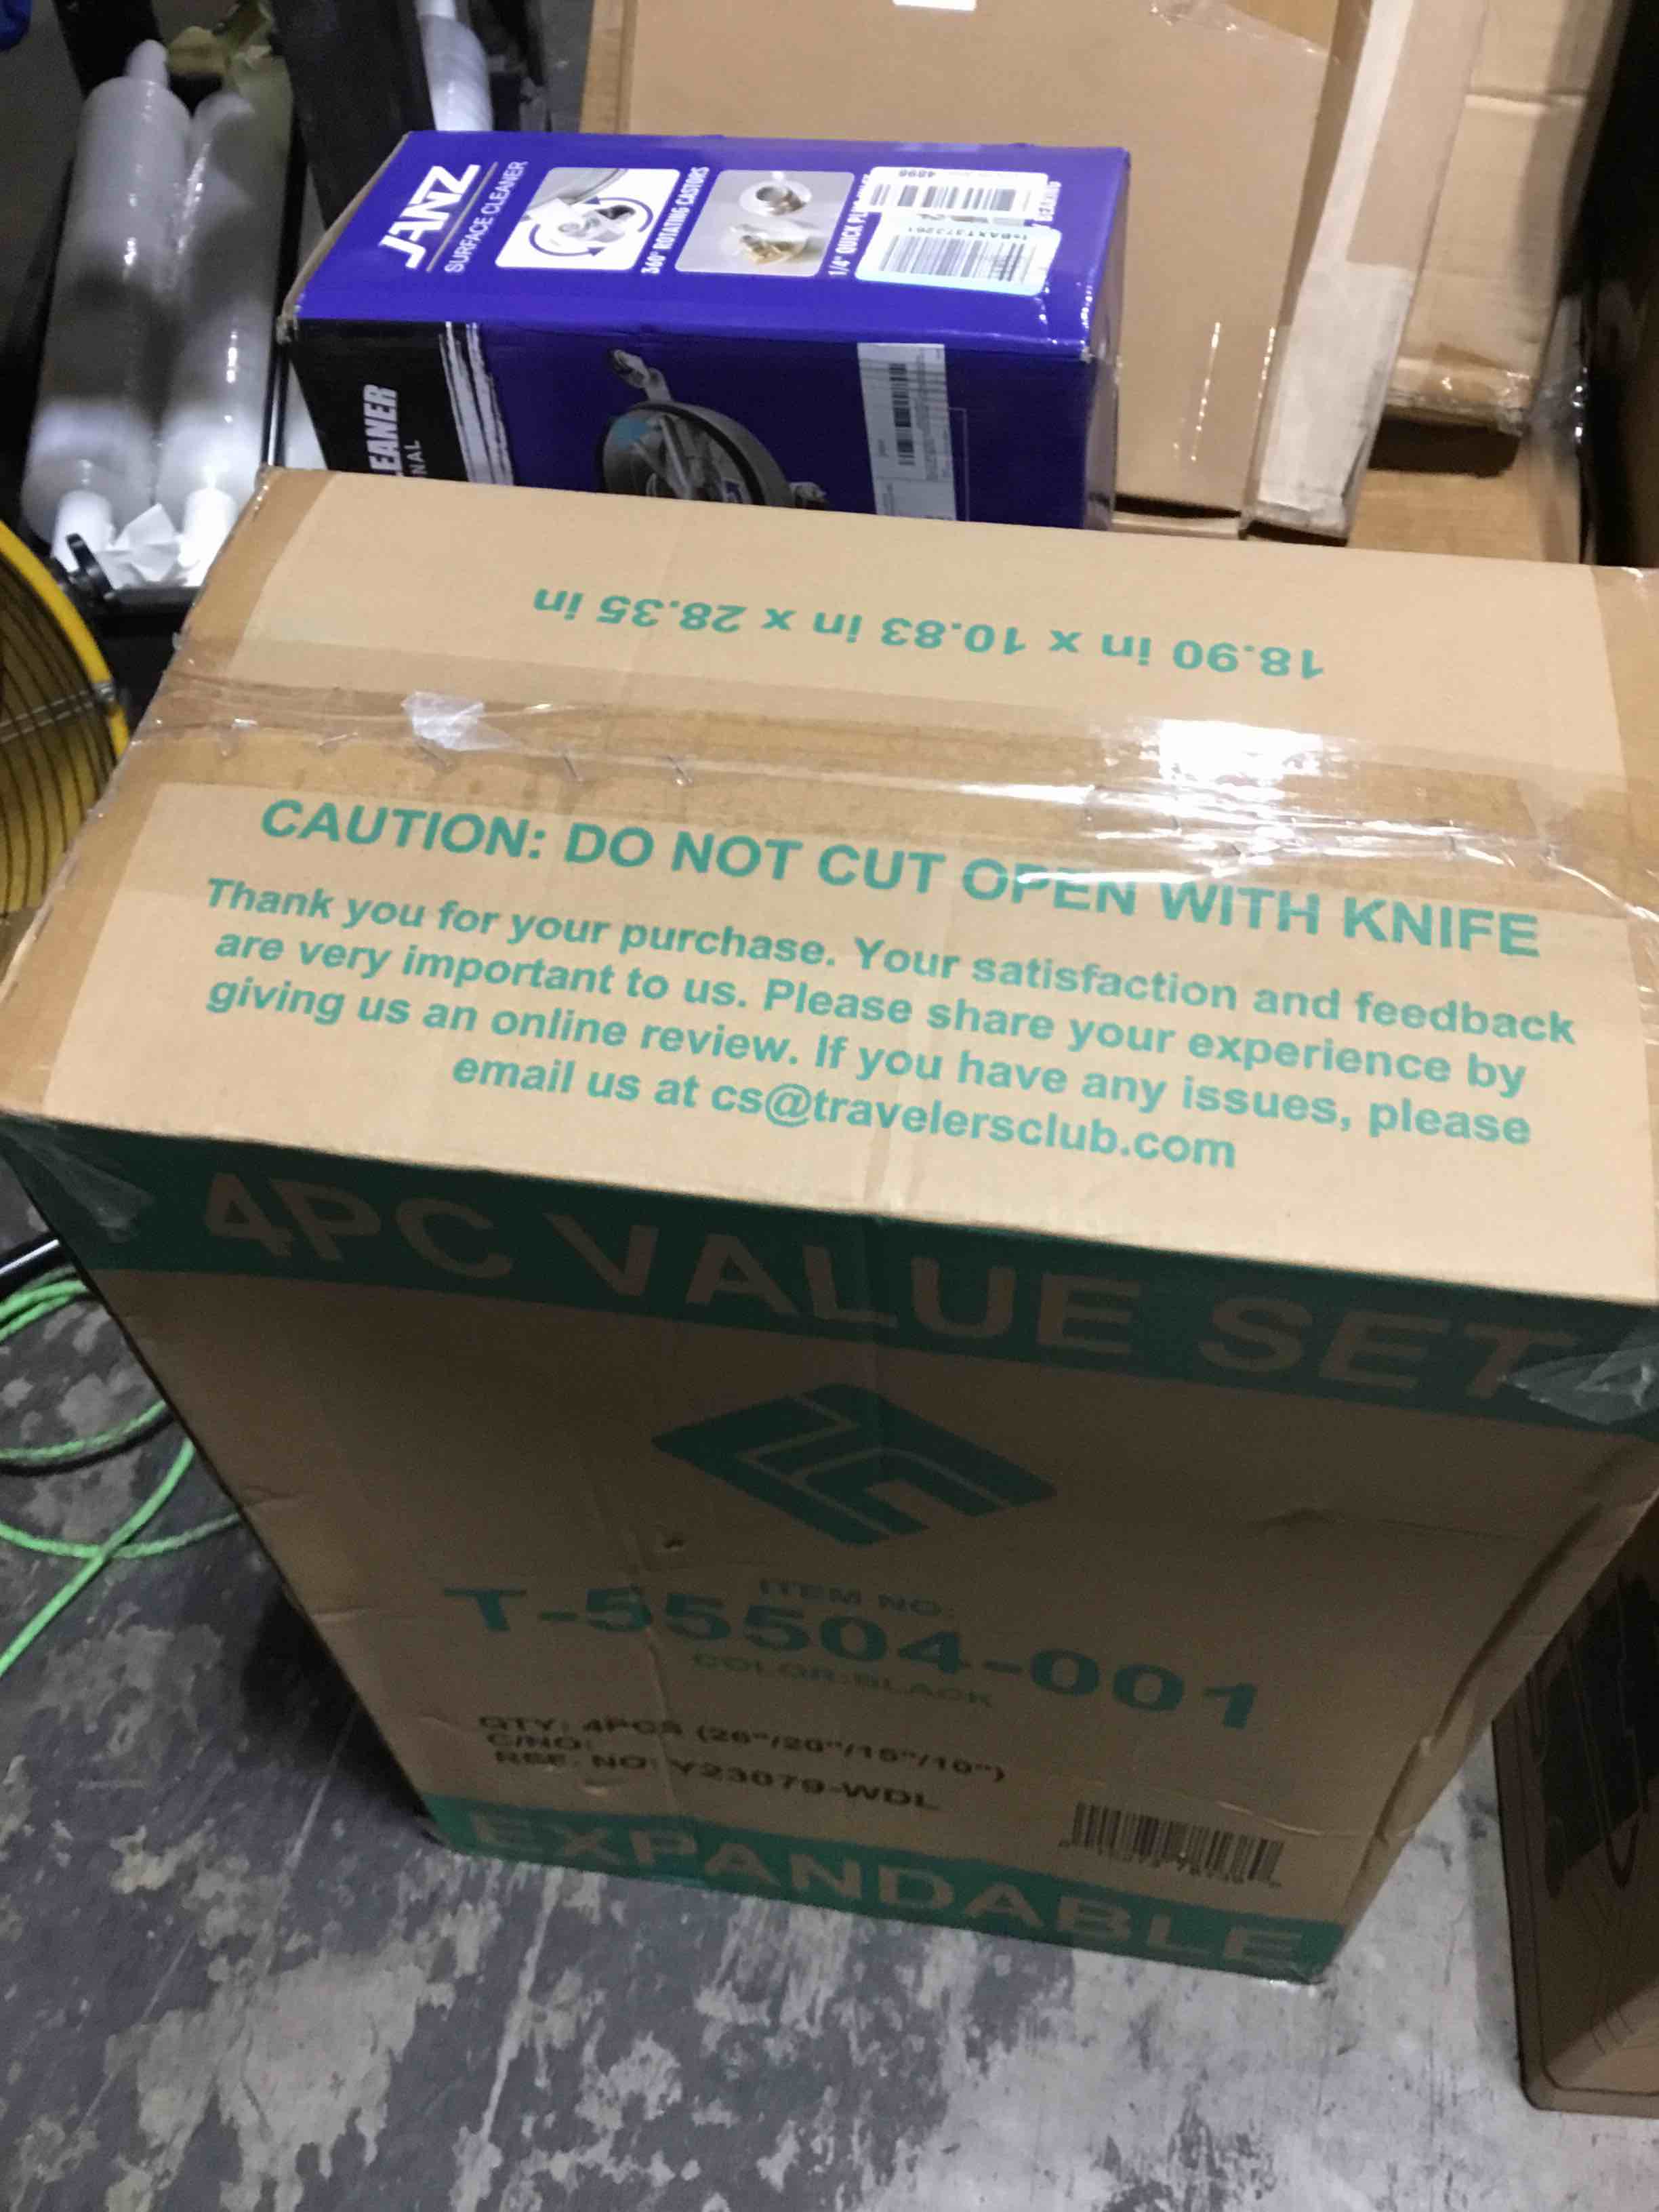 JANZ
SURFACE CLEANER
360° ROTATING CASTORS
1/4" QUICK
4898
LEANER
NAL
18.90 in x 10.83 in x 28.35 in
CAUTION: DO NOT CUT OPEN WITH KNIFE
Thank you for your purchase. Your satisfaction and feedback
are very important to us. Please share your experience by
giving us an online review. If you have any issues, please
email us at cs@travelersclub.com
4PC VALUE SET
ITEM NO:
T-55504-001
COLOR:BLACK
QTY: 4PCS (26"/20"/15"/10")
C/NO:
REF. NO: Y23079-WDL
EXPANDABLE